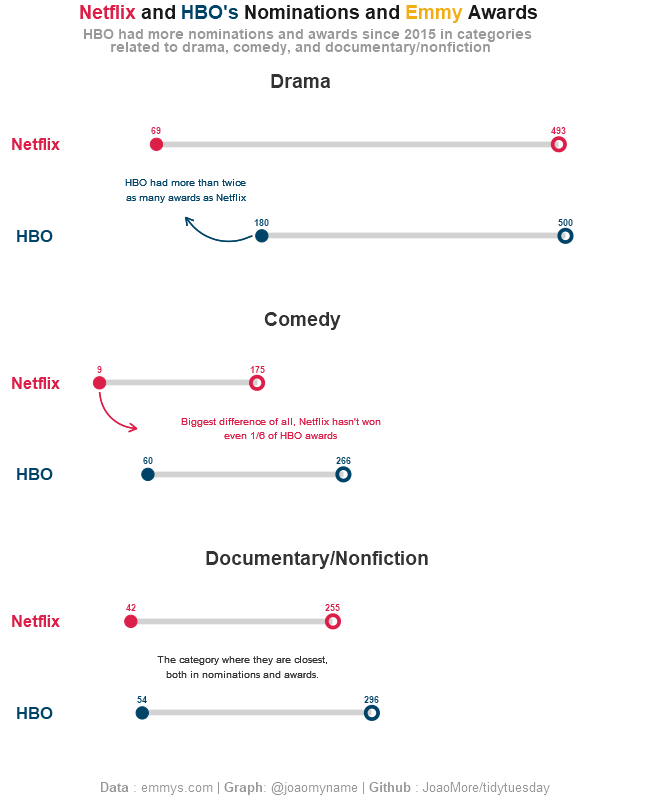 Netflix and HBO's Nominations and Emmy Awards
HBO had more nominations and awards since 2015 in categories
related to drama, comedy, and documentary/nonfiction
Drama
69
493
Netflix
HBO had more than twice
as many awards as Netflix
180
500
HBO
Comedy
9
175
Netflix
Biggest difference of all, Netflix hasn't won
even 1/6 of HBO awards
60
266
HBO
Documentary/Nonfiction
42
255
Netflix
The category where they are closest,
both in nominations and awards.
54
296
HBO
Data : emmys.com | Graph: @joaomyname | Github : JoaoMore/tidytuesday